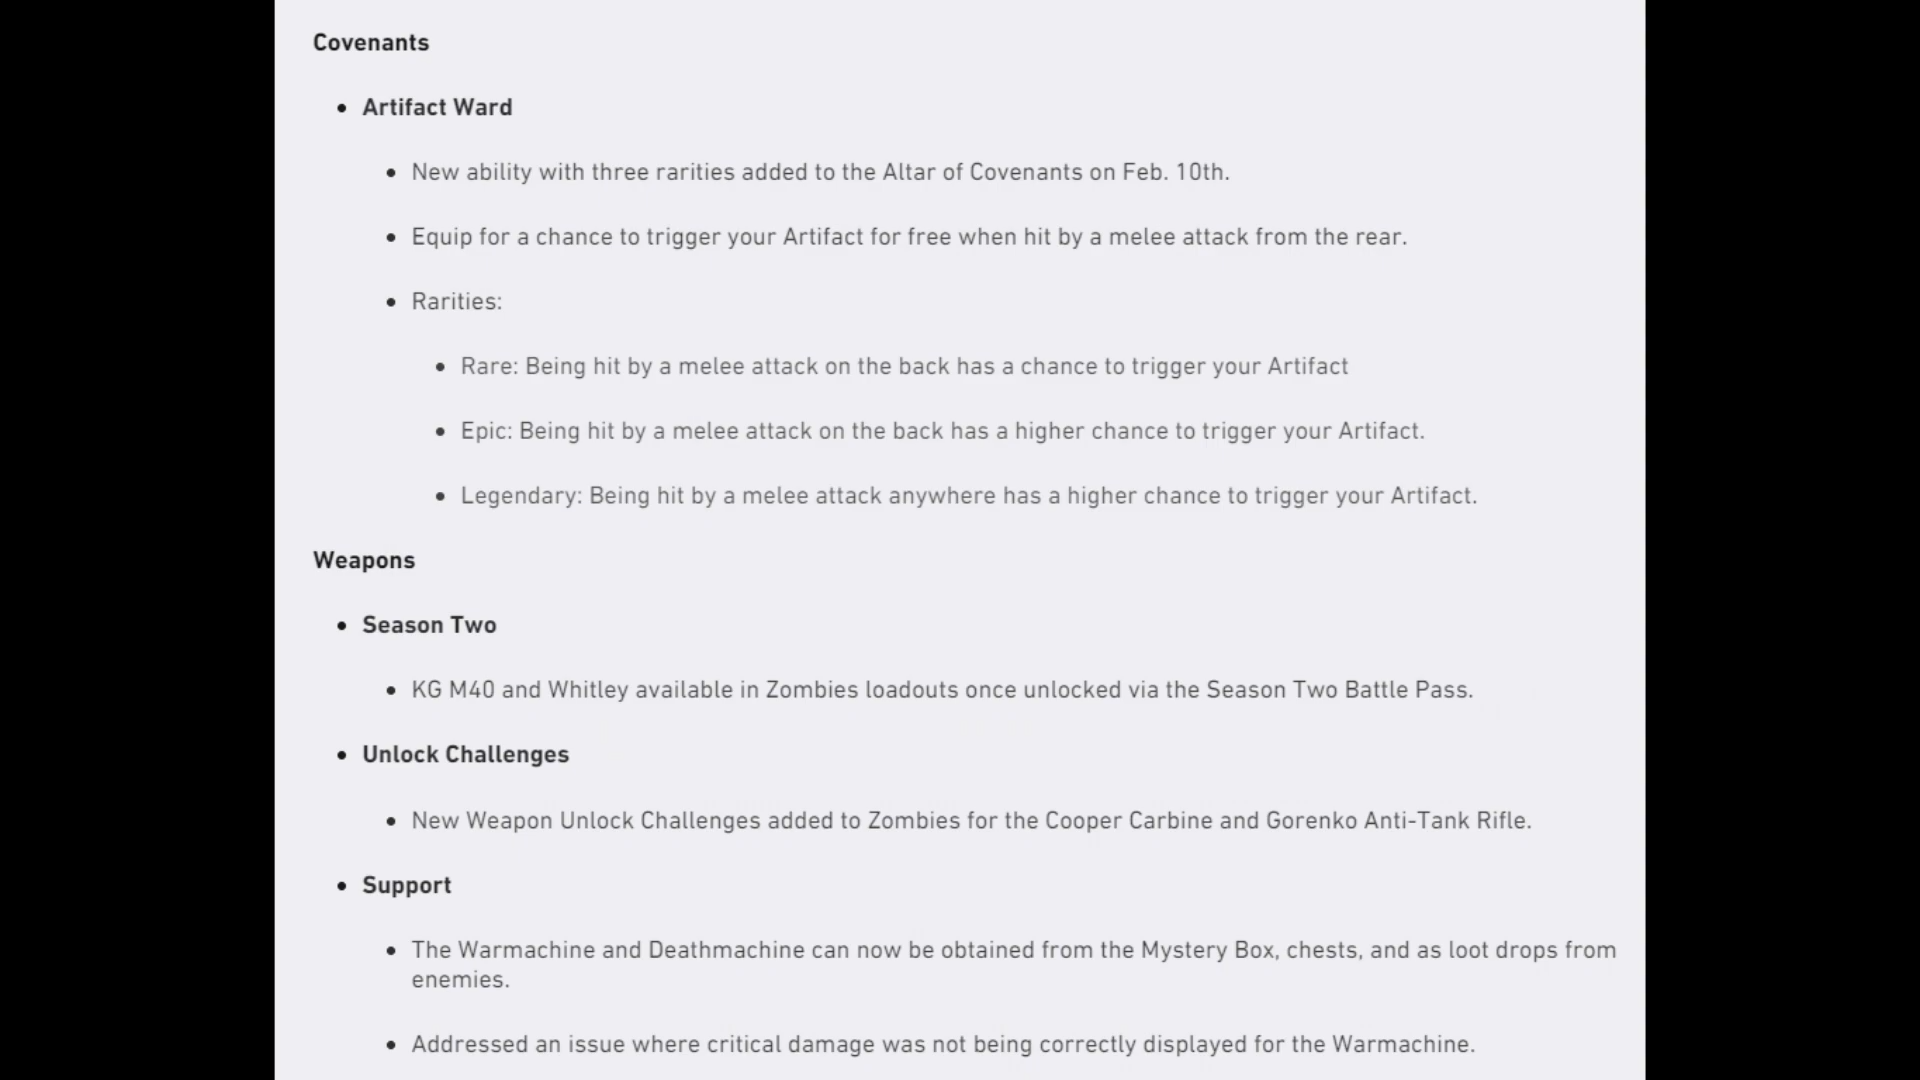 Covenants
Artifact Ward
New ability with three rarities added to the Altar of Covenants on Feb. 10th.
Equip for a chance to trigger your Artifact for free when hit by a melee attack from the rear.
Rarities:
Rare: Being hit by a melee attack on the back has a chance to trigger your Artifact
Epic: Being hit by a melee attack on the back has a higher chance to trigger your Artifact.
Legendary: Being hit by a melee attack anywhere has a higher chance to trigger your Artifact.
Weapons
Season Two
KG M40 and Whitley available in Zombies loadouts once unlocked via the Season Two Battle Pass.
Unlock Challenges
New Weapon Unlock Challenges added to Zombies for the Cooper Carbine and Gorenko Anti-Tank Rifle.
Support
The Warmachine and Deathmachine can now be obtained from the Mystery Box, chests, and as loot drops from
enemies.
Addressed an issue where critical damage was not being correctly displayed for the Warmachine.